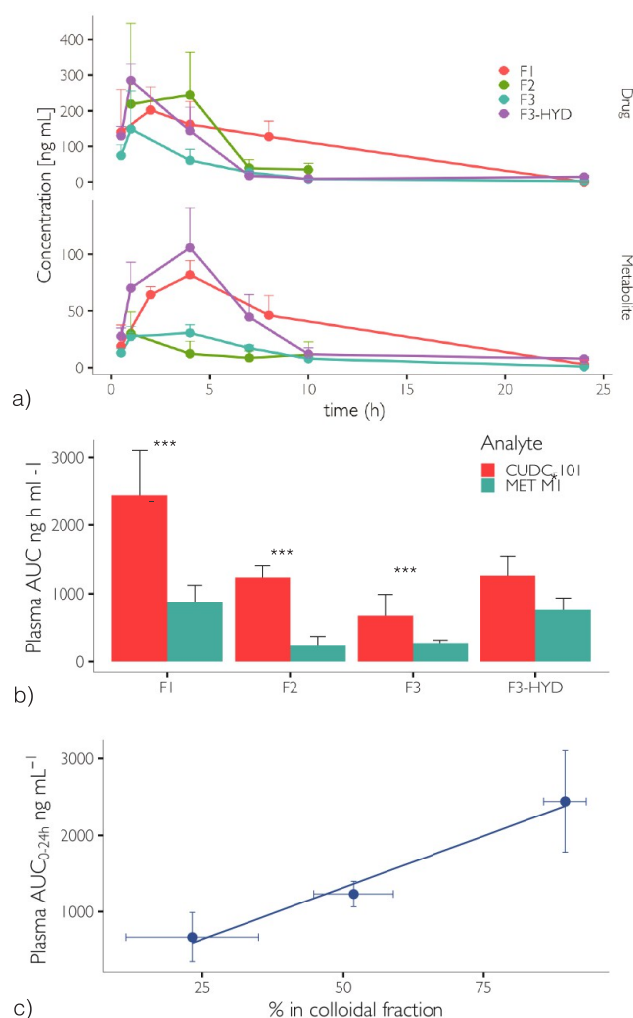 400
300
200
100
0
F1
F2
F3
F3-HYD
Drug
Concentration [ng mL]
100
50
0
Metabolite
0
5
10
15
20
25
time (h)
a)
Plasma AUC ng h ml - l
3000
2000
1000
0
***
***
***
Analyte
CUDC 101
*
MET M1
F1
F2
F3
F3-HYD
b)
Plasma AUC0-24h ng mL−1
3000
2000
1000
25
50
75
% in colloidal fraction
c)